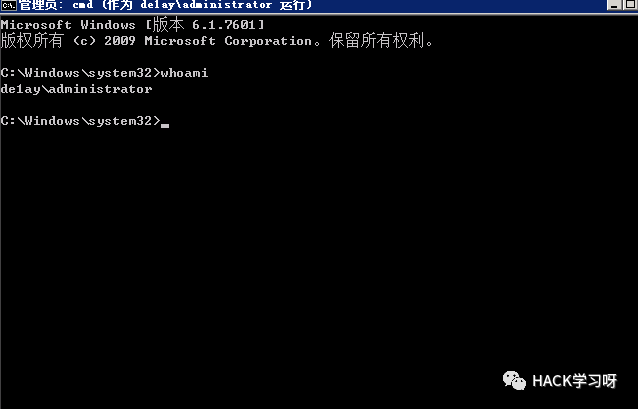 管理员: cmd (作为 delay\administrator 运行)
Microsoft Windows [版本 6.1.7601]
版权所有 (c) 2009 Microsoft Corporation。保留所有权利。
C:\Windows\system32>whoami
de1ay\administrator
C:\Windows\system32>_
HACK学习呀